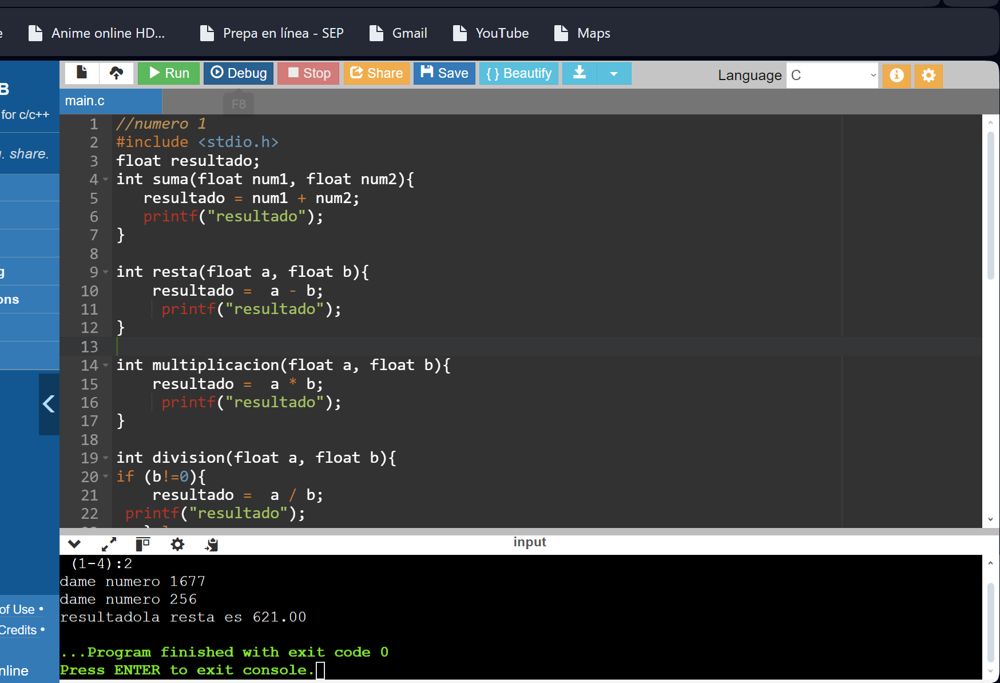 Anime online HD... Prepa en línea - SEP Gmail YouTube Maps
Run Debug Stop Share Save { } Beautify Language C
B
for c/c++
share.
main.c
F8
1 //numero 1
2 #include <stdio.h>
3 float resultado;
4 int suma(float num1, float num2){
5 resultado = num1 + num2;
6 printf("resultado");
7 }
8
9 int resta(float a, float b){
10 resultado = a - b;
11 printf("resultado");
12 }
13
14 int multiplicacion(float a, float b){
15 resultado = a * b;
16 printf("resultado");
17 }
18
19 int division(float a, float b){
20 if (b!=0){
21 resultado = a / b;
22 printf("resultado");
g
ons
input
(1-4):2
dame numero 1677
dame numero 256
resultadola resta es 621.00
...Program finished with exit code 0
Press ENTER to exit console.
of Use •
Credits •
nline